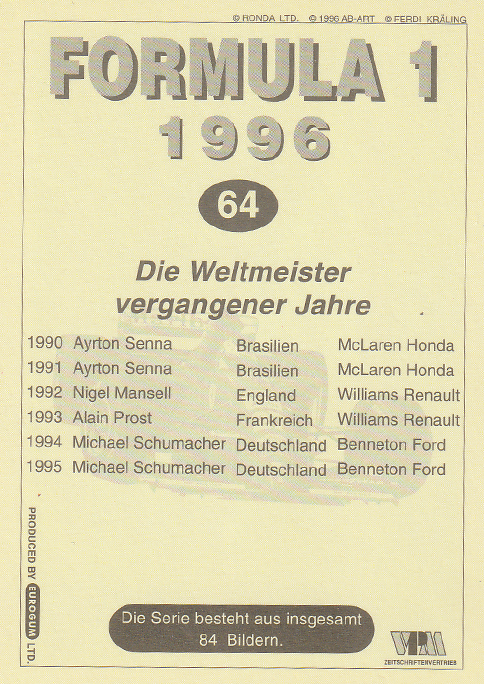 © RONDA LTD. © 1996 AB-ART © FERDI KRÄLING
FORMULA 1
1996
64
Die Weltmeister
vergangener Jahre
1990 Ayrton Senna Brasilien McLaren Honda
1991 Ayrton Senna Brasilien McLaren Honda
1992 Nigel Mansell England Williams Renault
1993 Alain Prost Frankreich Williams Renault
1994 Michael Schumacher Deutschland Benneton Ford
1995 Michael Schumacher Deutschland Benneton Ford
PRODUCED BY EUROGUM LTD.
Die Serie besteht aus insgesamt
84 Bildern.
VPM
ZEITSCHRIFTENVERTRIEB